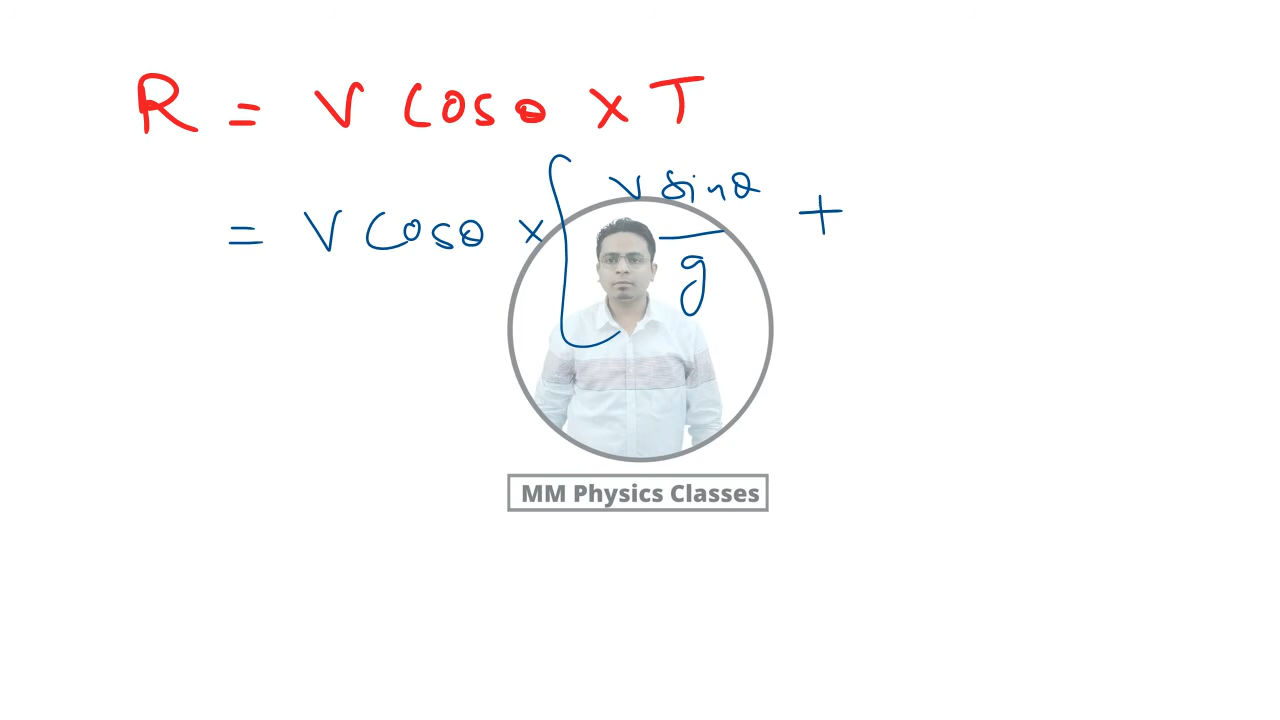 R = V Cosθ × T
= V Cosθ × [ V sinθ / g +
MM Physics Classes